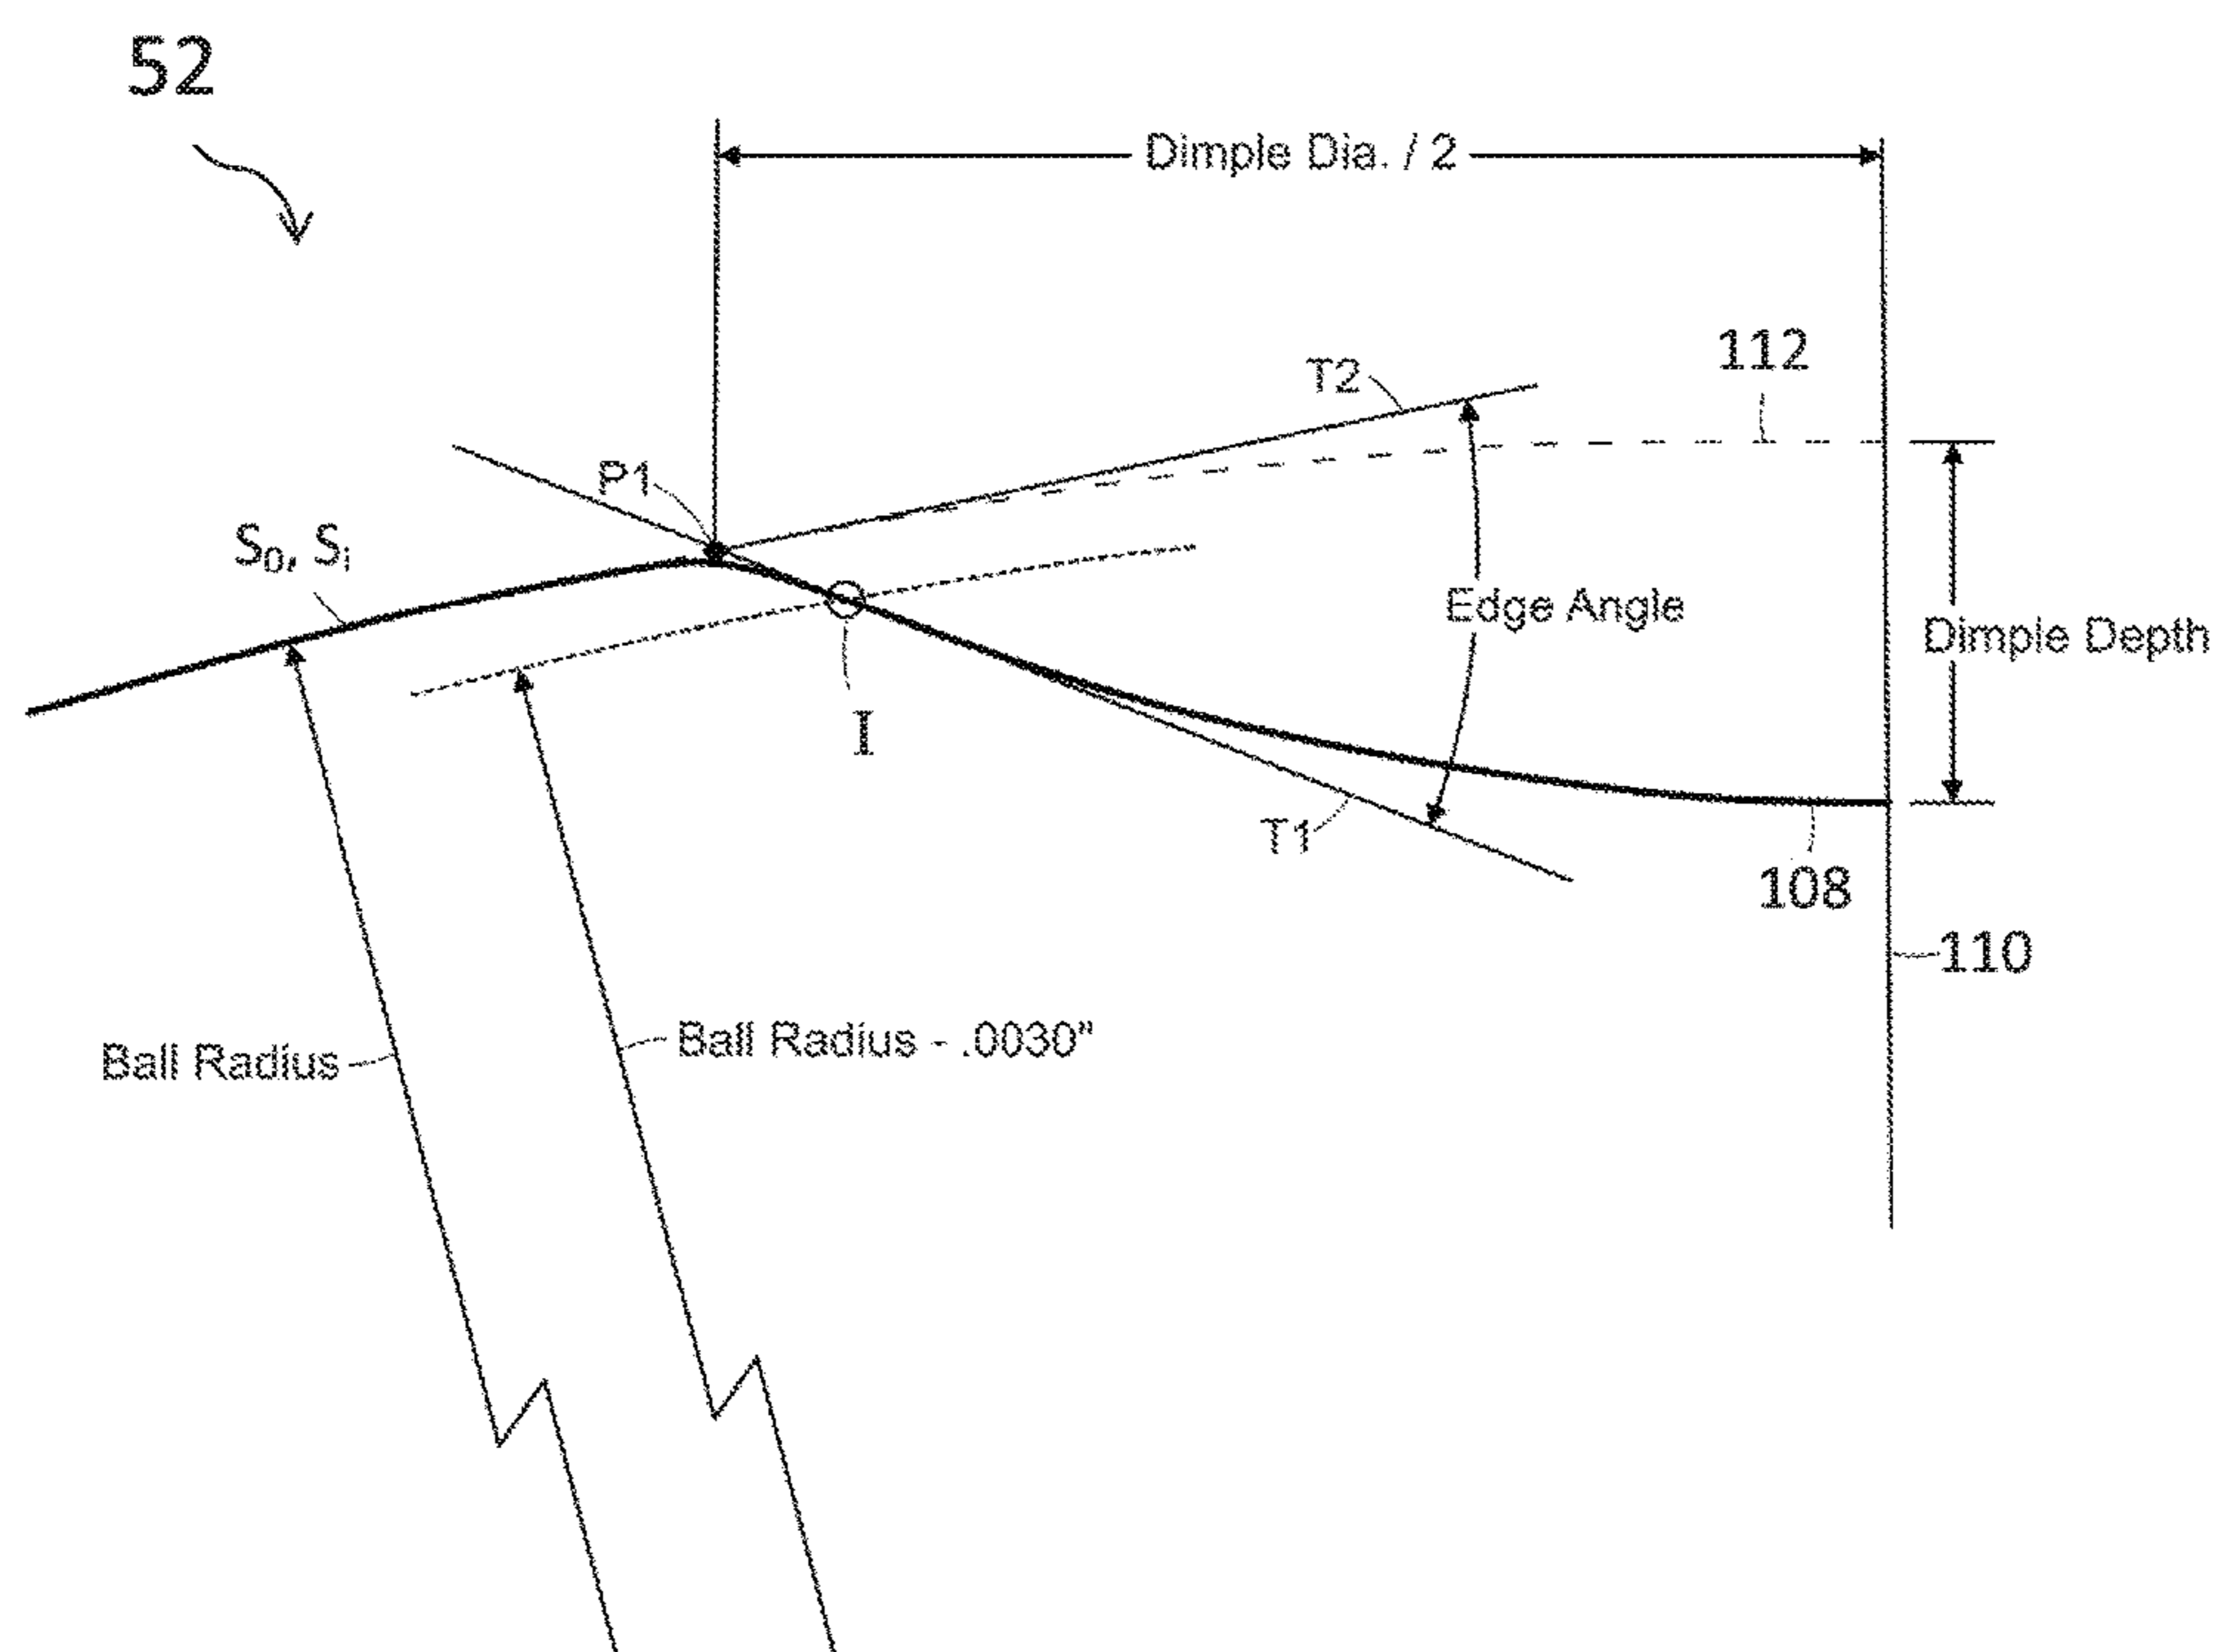 52
Dimple Dia. / 2
112
T2
P1
S₀, Sᵢ
Edge Angle
Dimple Depth
I
T1
108
110
Ball Radius
Ball Radius - .0030"